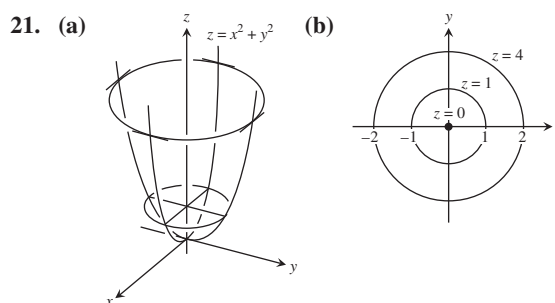 21. (a)
z
z = x² + y²
y
x
(b)
y
z = 4
z = 1
z = 0
−2 −1 1 2